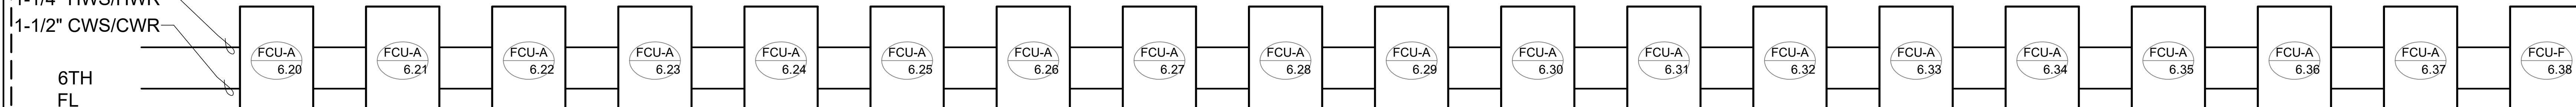 1-1/4" HWS/HWR
1-1/2" CWS/CWR
6TH
FL
FCU-A
6.20
FCU-A
6.21
FCU-A
6.22
FCU-A
6.23
FCU-A
6.24
FCU-A
6.25
FCU-A
6.26
FCU-A
6.27
FCU-A
6.28
FCU-A
6.29
FCU-A
6.30
FCU-A
6.31
FCU-A
6.32
FCU-A
6.33
FCU-A
6.34
FCU-A
6.35
FCU-A
6.36
FCU-A
6.37
FCU-F
6.38